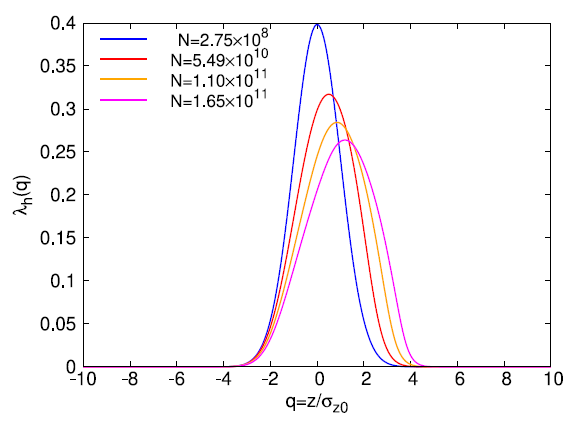 0.4
0.35
0.3
0.25
0.2
0.15
0.1
0.05
0
λh(q)
N=2.75×10^8
N=5.49×10^10
N=1.10×10^11
N=1.65×10^11
-10 -8 -6 -4 -2 0 2 4 6 8 10
q=z/σz0